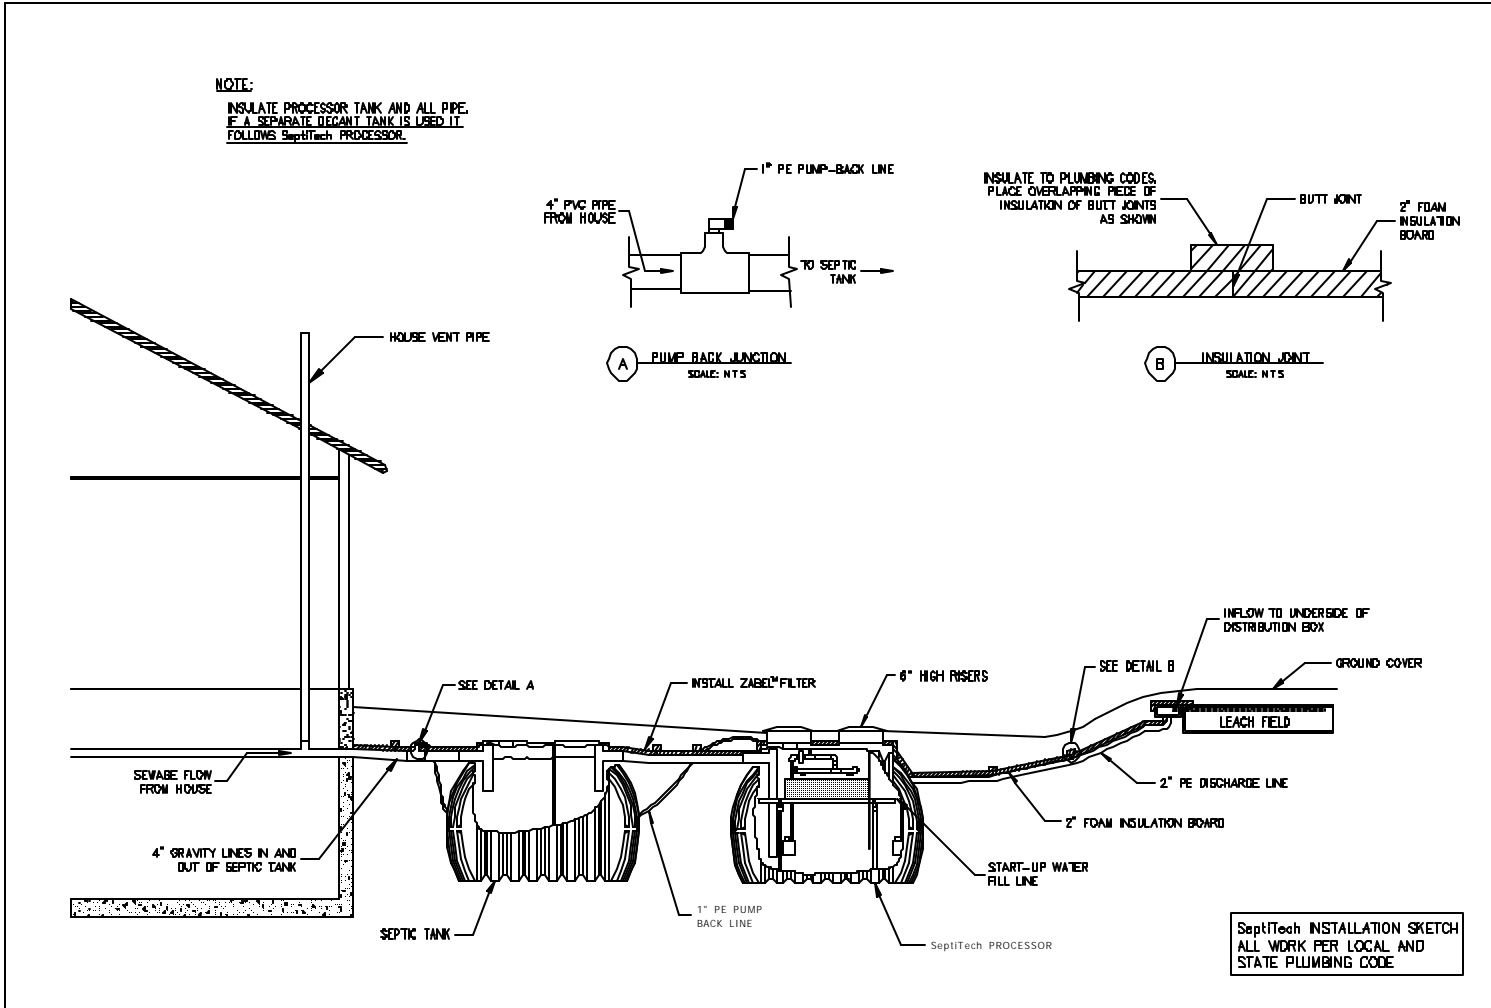 NOTE:
INSULATE PROCESSOR TANK AND ALL PIPE.
IF A SEPARATE DECANT TANK IS USED IT
FOLLOWS SeptiTech PROCESSOR.
1" PE PUMP-BACK LINE
4" PVC PIPE
FROM HOUSE
TO SEPTIC
TANK
A
PUMP BACK JUNCTION
SCALE: NTS
INSULATE TO PLUMBING CODES.
PLACE OVERLAPPING PIECE OF
INSULATION OF BUTT JOINTS
AS SHOWN
BUTT JOINT
2" FOAM
INSULATION
BOARD
B
INSULATION JOINT
SCALE: NTS
HOUSE VENT PIPE
SEE DETAIL A
INSTALL ZABEL™ FILTER
6" HIGH RISERS
SEE DETAIL B
INFLOW TO UNDERSIDE OF
DISTRIBUTION BOX
GROUND COVER
LEACH FIELD
SEWAGE FLOW
FROM HOUSE
2" PE DISCHARGE LINE
2" FOAM INSULATION BOARD
4" GRAVITY LINES IN AND
OUT OF SEPTIC TANK
START-UP WATER
FILL LINE
1" PE PUMP
BACK LINE
SEPTIC TANK
SeptiTech PROCESSOR
SeptiTech INSTALLATION SKETCH
ALL WORK PER LOCAL AND
STATE PLUMBING CODE